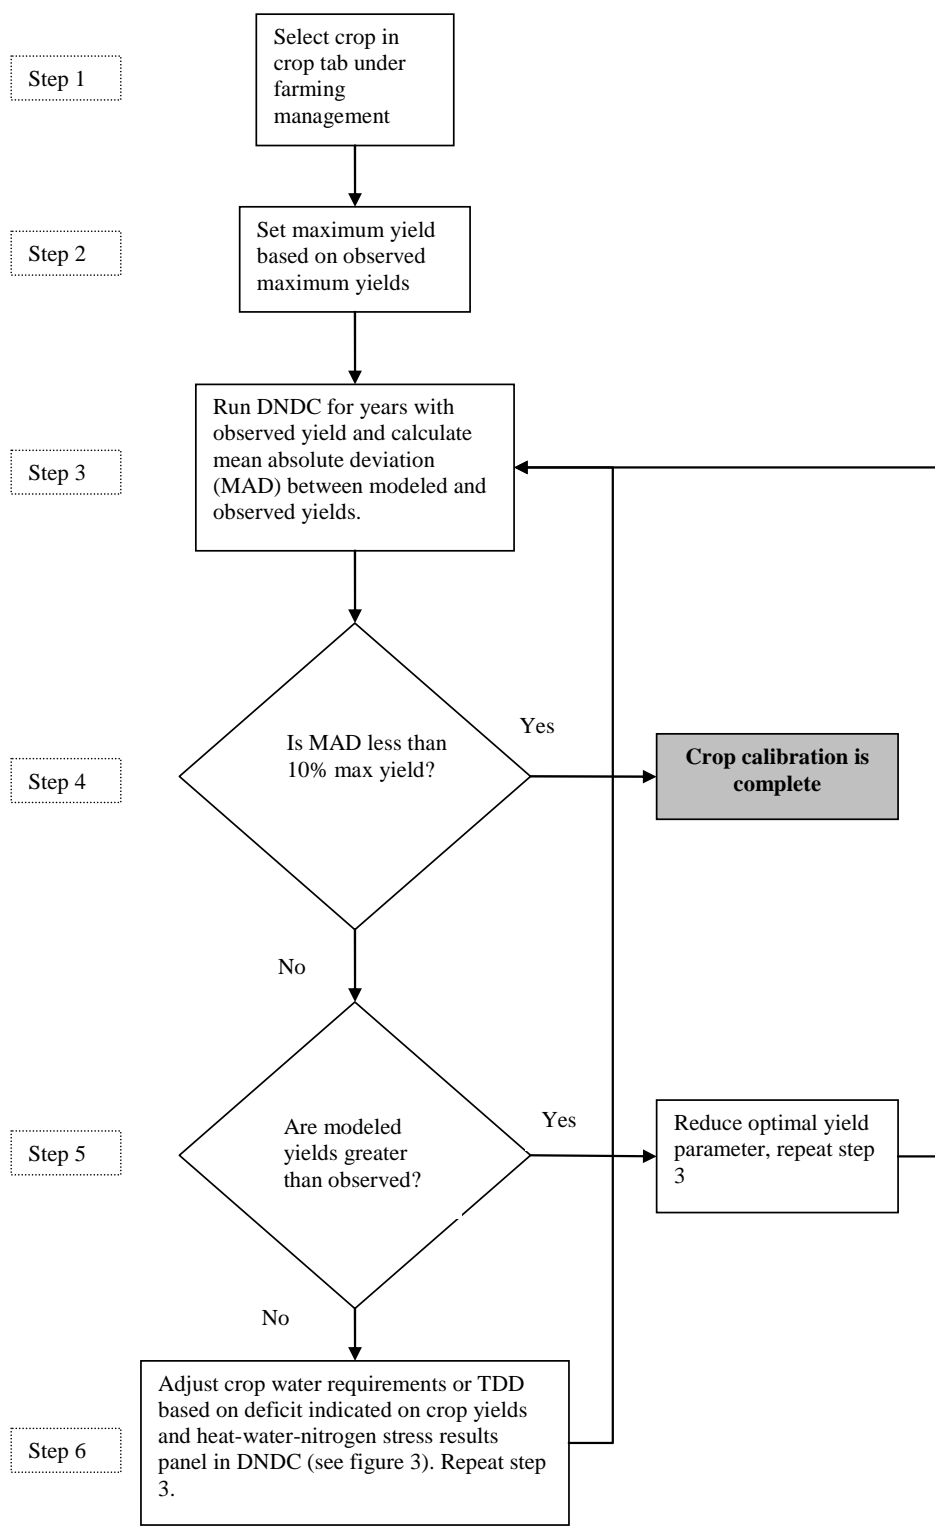 Step 1
Select crop in
crop tab under
farming
management
Step 2
Set maximum yield
based on observed
maximum yields
Step 3
Run DNDC for years with
observed yield and calculate
mean absolute deviation
(MAD) between modeled and
observed yields.
Step 4
Is MAD less than
10% max yield?
Yes
Crop calibration is
complete
No
Step 5
Are modeled
yields greater
than observed?
Yes
Reduce optimal yield
parameter, repeat step
3
No
Step 6
Adjust crop water requirements or TDD
based on deficit indicated on crop yields
and heat-water-nitrogen stress results
panel in DNDC (see figure 3). Repeat step
3.